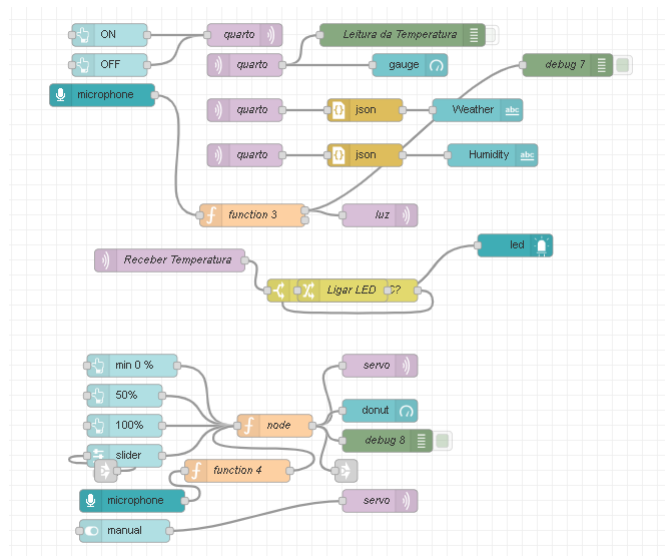 ON
quarto
Leitura da Temperatura
OFF
quarto
gauge
debug 7
microphone
quarto
json
Weather
abc
quarto
json
Humidity
abc
function 3
luz
led
Receber Temperatura
Ligar LED
C?
min 0 %
servo
50%
donut
100%
node
debug 8
slider
function 4
microphone
servo
manual